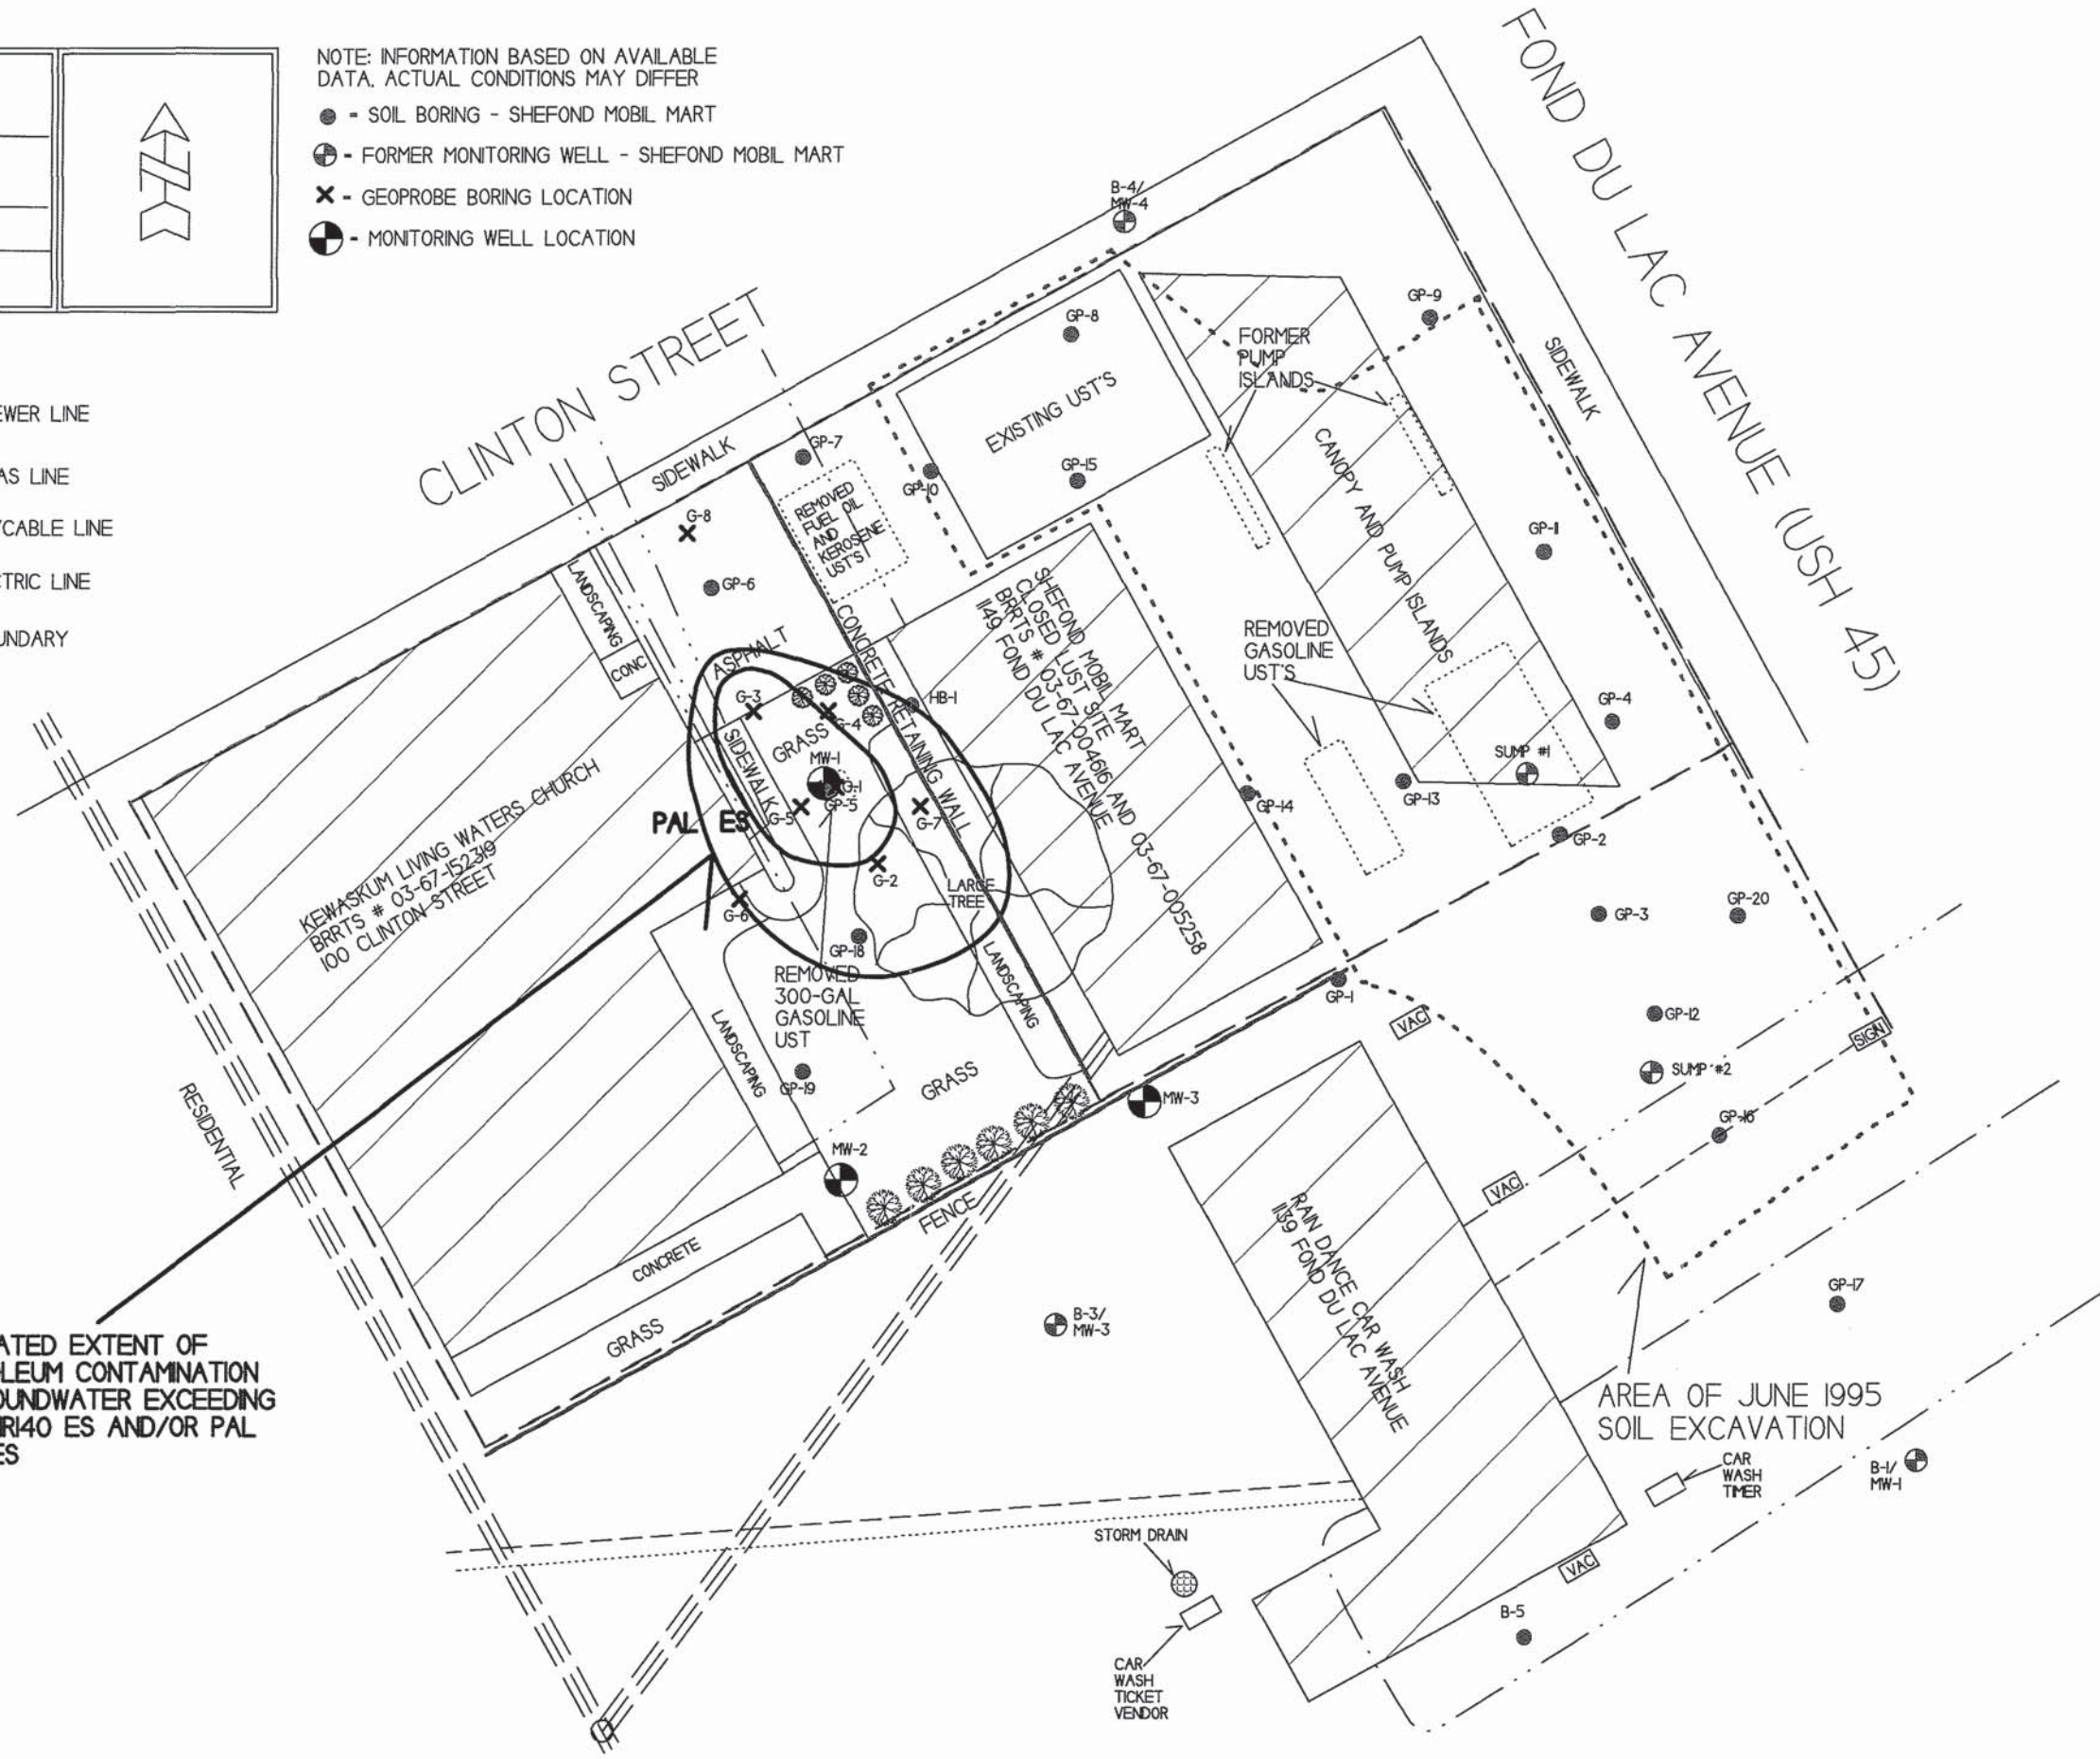 NOTE: INFORMATION BASED ON AVAILABLE
DATA. ACTUAL CONDITIONS MAY DIFFER
- SOIL BORING - SHEFOND MOBIL MART
- FORMER MONITORING WELL - SHEFOND MOBIL MART
- GEOPROBE BORING LOCATION
- MONITORING WELL LOCATION
N
EWER LINE
AS LINE
/CABLE LINE
CTRIC LINE
UNDARY
CLINTON STREET
FOND DU LAC AVENUE (USH 45)
SIDEWALK
SIDEWALK
B-4/
MW-4
GP-8
GP-9
FORMER
PUMP
ISLANDS
EXISTING UST'S
GP-7
GP-10
GP-15
REMOVED
FUEL OIL
AND
KEROSENE
UST'S
CANOPY AND PUMP ISLANDS
GP-11
G-8
GP-6
LANDSCAPING
CONC
ASPHALT
CONCRETE RETAINING WALL
SHEFOND MOBIL MART
CLOSED LUST SITE
BRRTS # 03-67-004616 AND 03-67-005258
1149 FOND DU LAC AVENUE
REMOVED
GASOLINE
UST'S
GP-4
G-3
G-4
HB-1
GRASS
SIDEWALK
MW-1
G-1
GP-5
G-5
G-7
PAL ES
SUMP #1
GP-13
GP-14
GP-2
G-2
G-6
LARGE
TREE
GP-18
GP-3
GP-20
KEWASKUM LIVING WATERS CHURCH
BRRTS # 03-67-152319
100 CLINTON STREET
REMOVED
300-GAL
GASOLINE
UST
LANDSCAPING
LANDSCAPING
GP-1
VAC
GP-12
SIGN
SUMP #2
GP-19
GRASS
MW-3
GP-16
RESIDENTIAL
MW-2
VAC
FENCE
CONCRETE
GRASS
RAIN DANCE CAR WASH
1139 FOND DU LAC AVENUE
B-3/
MW-3
GP-17
ATED EXTENT OF
LEUM CONTAMINATION
OUNDWATER EXCEEDING
R140 ES AND/OR PAL
ES
AREA OF JUNE 1995
SOIL EXCAVATION
CAR
WASH
TIMER
B-1/
MW-1
STORM DRAIN
VAC
B-5
CAR
WASH
TICKET
VENDOR